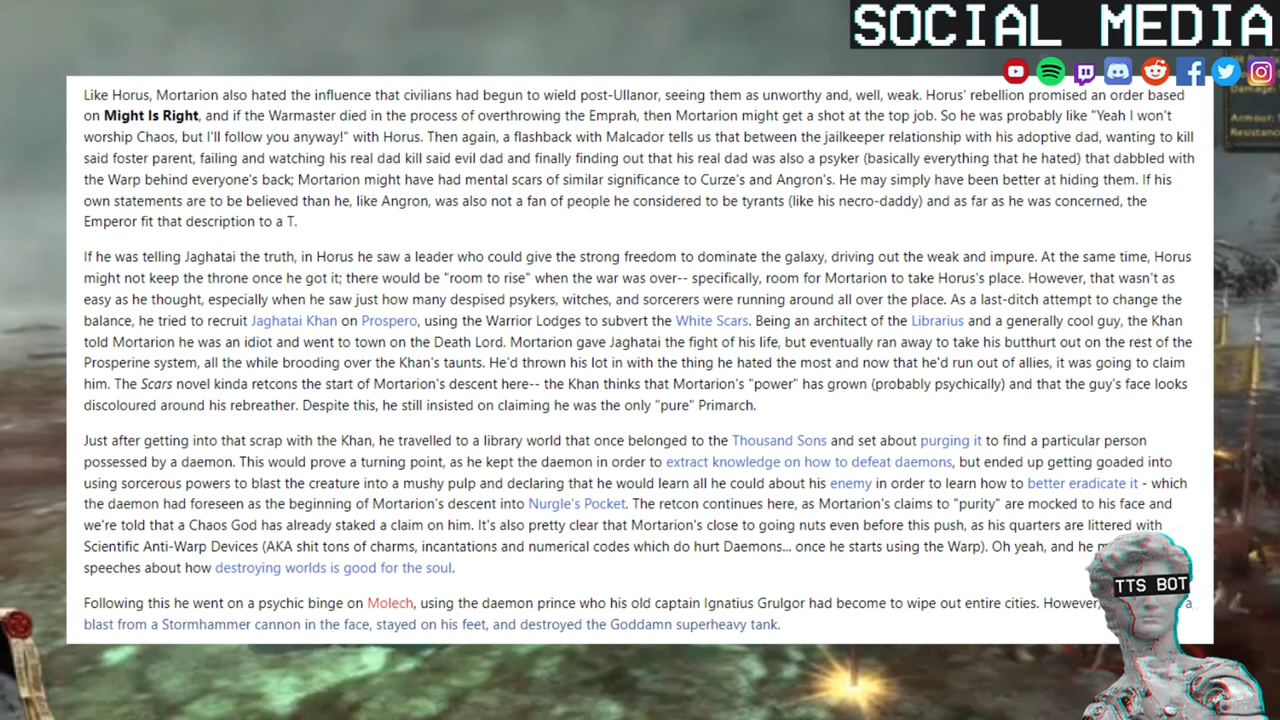 SOCIAL MEDIA
Like Horus, Mortarion also hated the influence that civilians had begun to wield post-Ullanor, seeing them as unworthy and, well, weak. Horus' rebellion promised an order based
on Might Is Right, and if the Warmaster died in the process of overthrowing the Emprah, then Mortarion might get a shot at the top job. So he was probably like "Yeah I won't
worship Chaos, but I'll follow you anyway!" with Horus. Then again, a flashback with Malcador tells us that between the jailkeeper relationship with his adoptive dad, wanting to kill
said foster parent, failing and watching his real dad kill said evil dad and finally finding out that his real dad was also a psyker (basically everything that he hated) that dabbled with
the Warp behind everyone's back; Mortarion might have had mental scars of similar significance to Curze's and Angron's. He may simply have been better at hiding them. If his
own statements are to be believed than he, like Angron, was also not a fan of people he considered to be tyrants (like his necro-daddy) and as far as he was concerned, the
Emperor fit that description to a T.
If he was telling Jaghatai the truth, in Horus he saw a leader who could give the strong freedom to dominate the galaxy, driving out the weak and impure. At the same time, Horus
might not keep the throne once he got it; there would be "room to rise" when the war was over-- specifically, room for Mortarion to take Horus's place. However, that wasn't as
easy as he thought, especially when he saw just how many despised psykers, witches, and sorcerers were running around all over the place. As a last-ditch attempt to change the
balance, he tried to recruit Jaghatai Khan on Prospero, using the Warrior Lodges to subvert the White Scars. Being an architect of the Librarius and a generally cool guy, the Khan
told Mortarion he was an idiot and went to town on the Death Lord. Mortarion gave Jaghatai the fight of his life, but eventually ran away to take his butthurt out on the rest of the
Prosperine system, all the while brooding over the Khan's taunts. He'd thrown his lot in with the thing he hated the most and now that he'd run out of allies, it was going to claim
him. The Scars novel kinda retcons the start of Mortarion's descent here-- the Khan thinks that Mortarion's "power" has grown (probably psychically) and that the guy's face looks
discoloured around his rebreather. Despite this, he still insisted on claiming he was the only "pure" Primarch.
Just after getting into that scrap with the Khan, he travelled to a library world that once belonged to the Thousand Sons and set about purging it to find a particular person
possessed by a daemon. This would prove a turning point, as he kept the daemon in order to extract knowledge on how to defeat daemons, but ended up getting goaded into
using sorcerous powers to blast the creature into a mushy pulp and declaring that he would learn all he could about his enemy in order to learn how to better eradicate it - which
the daemon had foreseen as the beginning of Mortarion's descent into Nurgle's Pocket. The retcon continues here, as Mortarion's claims to "purity" are mocked to his face and
we're told that a Chaos God has already staked a claim on him. It's also pretty clear that Mortarion's close to going nuts even before this push, as his quarters are littered with
Scientific Anti-Warp Devices (AKA shit tons of charms, incantations and numerical codes which do hurt Daemons... once he starts using the Warp). Oh yeah, and he
speeches about how destroying worlds is good for the soul.
Following this he went on a psychic binge on Molech, using the daemon prince who his old captain Ignatius Grulgor had become to wipe out entire cities. However,
blast from a Stormhammer cannon in the face, stayed on his feet, and destroyed the Goddamn superheavy tank.
TTS BOT